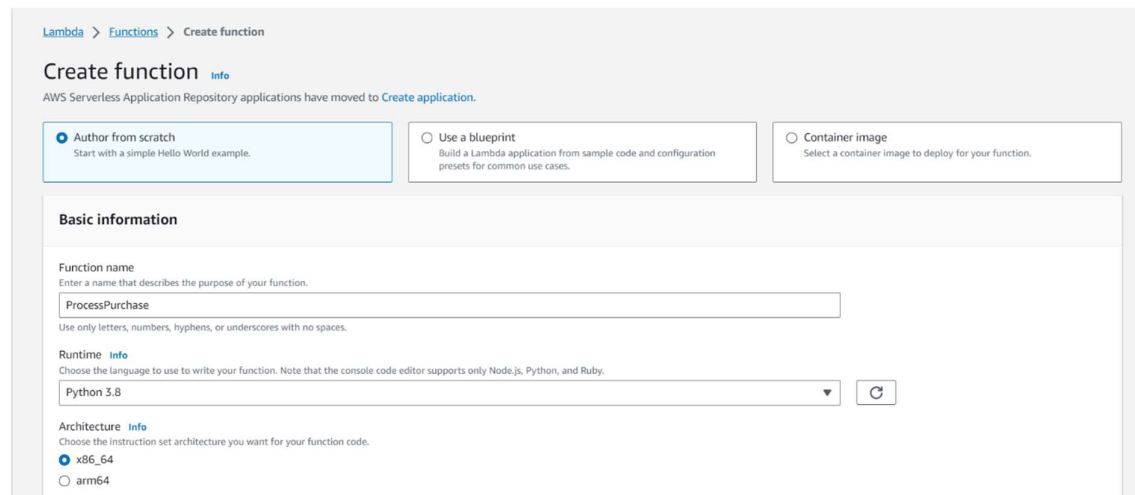 Lambda > Functions > Create function
Create function Info
AWS Serverless Application Repository applications have moved to Create application.
Author from scratch
Start with a simple Hello World example.
Use a blueprint
Build a Lambda application from sample code and configuration
presets for common use cases.
Container image
Select a container image to deploy for your function.
Basic information
Function name
Enter a name that describes the purpose of your function.
ProcessPurchase
Use only letters, numbers, hyphens, or underscores with no spaces.
Runtime Info
Choose the language to use to write your function. Note that the console code editor supports only Node.js, Python, and Ruby.
Python 3.8
Architecture Info
Choose the instruction set architecture you want for your function code.
x86_64
arm64